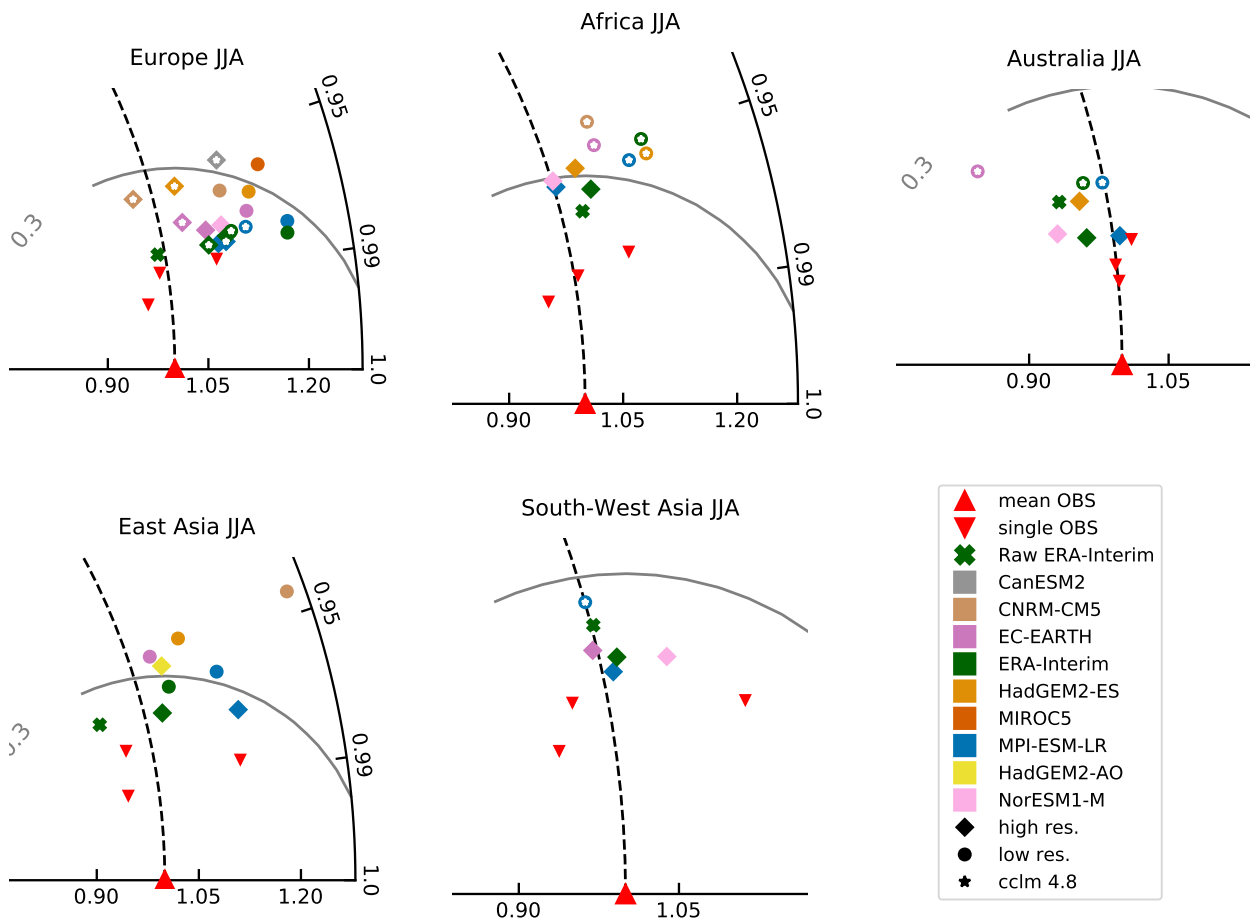 Europe JJA
0.95
0.3
0.99
0.90
1.05
1.20
1.0
Africa JJA
0.95
0.99
0.90
1.05
1.20
1.0
Australia JJA
0.3
0.90
1.05
East Asia JJA
0.95
0.3
0.99
0.90
1.05
1.20
1.0
South-West Asia JJA
0.90
1.05
mean OBS
single OBS
Raw ERA-Interim
CanESM2
CNRM-CM5
EC-EARTH
ERA-Interim
HadGEM2-ES
MIROC5
MPI-ESM-LR
HadGEM2-AO
NorESM1-M
high res.
low res.
cclm 4.8